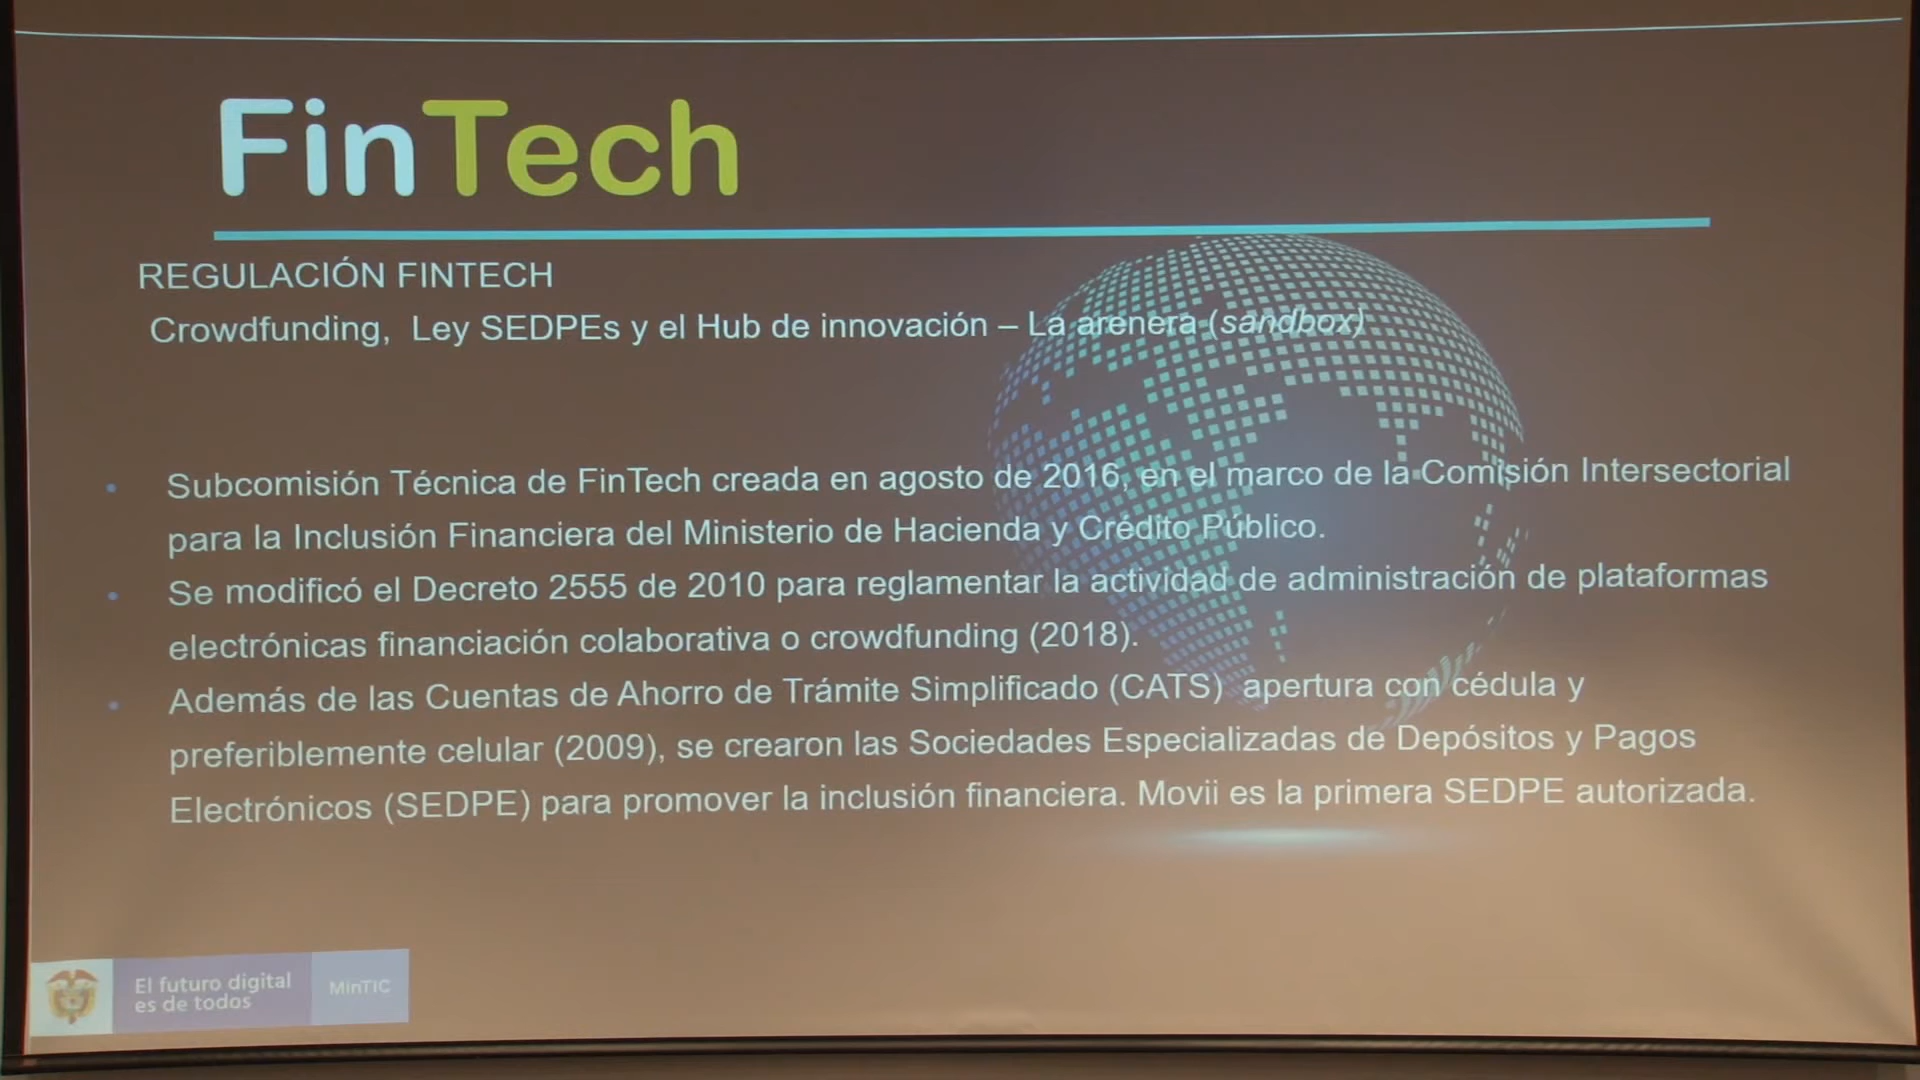 FinTech
REGULACIÓN FINTECH
Crowdfunding, Ley SEDPEs y el Hub de innovación – La arenera (sandbox)
Subcomisión Técnica de FinTech creada en agosto de 2016, en el marco de la Comisión Intersectorial
para la Inclusión Financiera del Ministerio de Hacienda y Crédito Público.
Se modificó el Decreto 2555 de 2010 para reglamentar la actividad de administración de plataformas
electrónicas financiación colaborativa o crowdfunding (2018).
Además de las Cuentas de Ahorro de Trámite Simplificado (CATS) apertura con cédula y
preferiblemente celular (2009), se crearon las Sociedades Especializadas de Depósitos y Pagos
Electrónicos (SEDPE) para promover la inclusión financiera. Movii es la primera SEDPE autorizada.
El futuro digital
es de todos
MinTIC